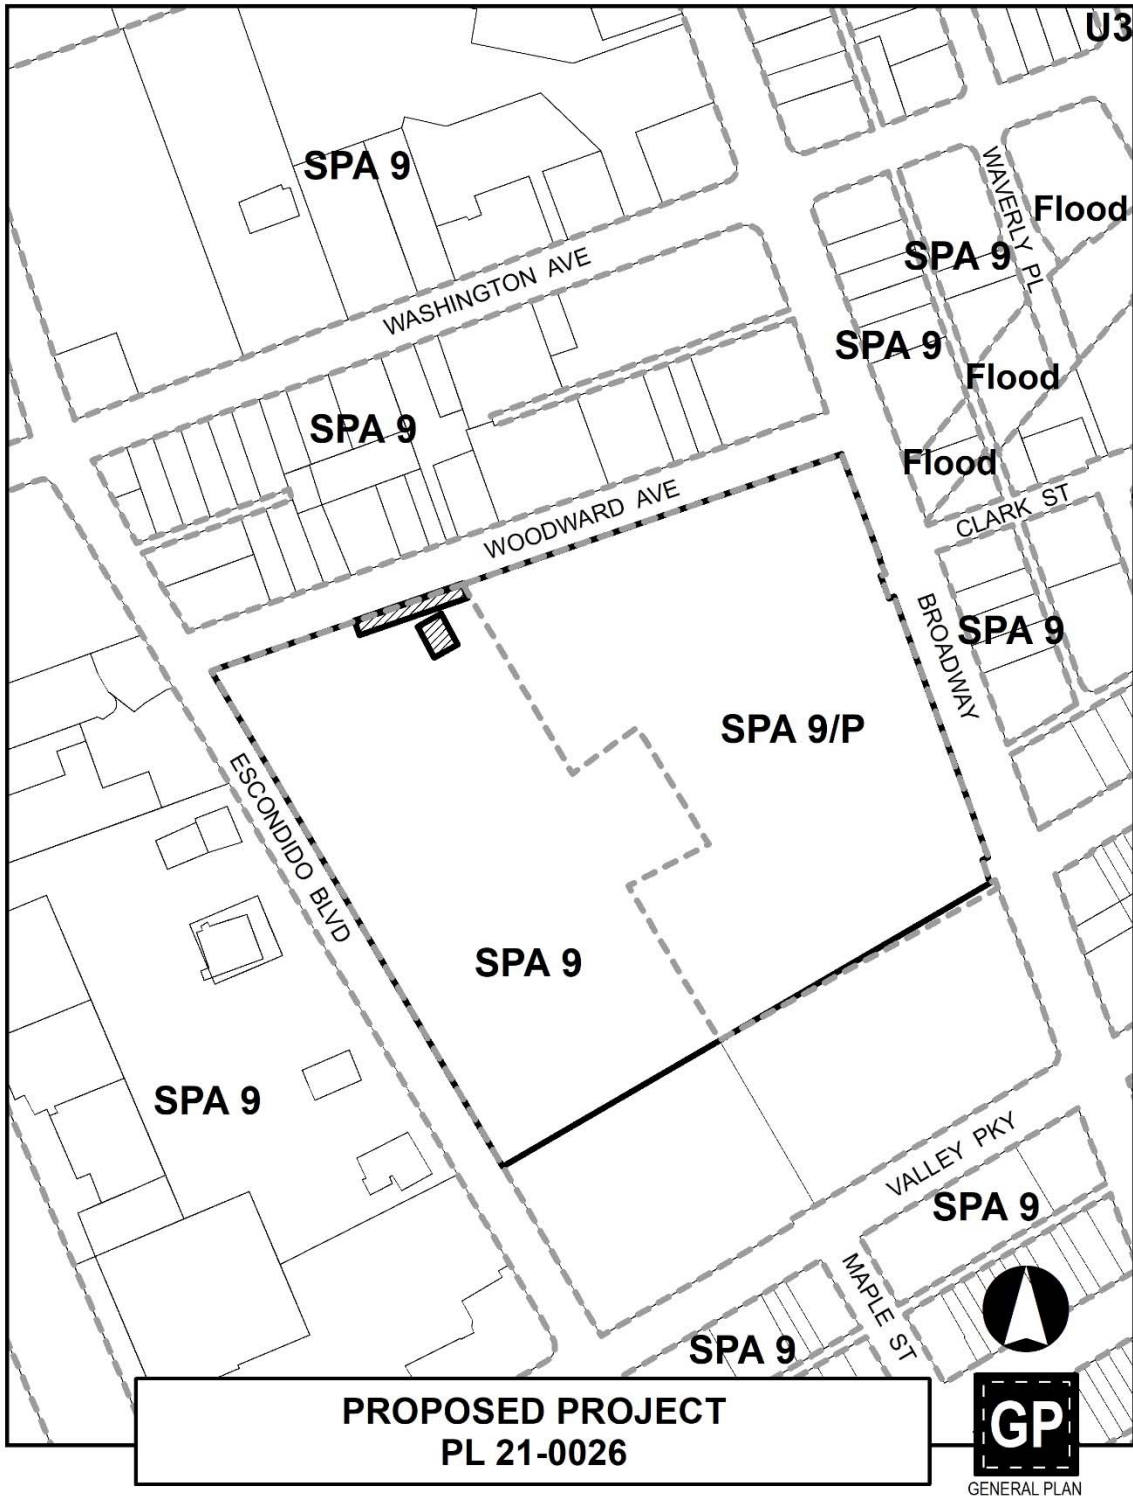 U3
SPA 9
WAVERLY PL
Flood
SPA 9
WASHINGTON AVE
SPA 9
Flood
SPA 9
Flood
WOODWARD AVE
CLARK ST
BROADWAY
SPA 9
SPA 9/P
ESCONDIDO BLVD
SPA 9
SPA 9
VALLEY PKY
SPA 9
MAPLE ST
SPA 9
PROPOSED PROJECT
PL 21-0026
GP
GENERAL PLAN